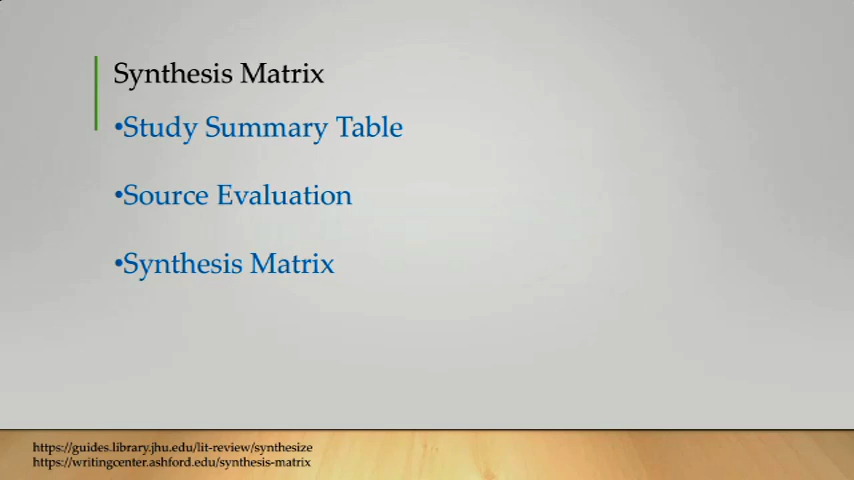 Synthesis Matrix
•Study Summary Table
•Source Evaluation
•Synthesis Matrix
https://guides.library.jhu.edu/lit-review/synthesize
https://writingcenter.ashford.edu/synthesis-matrix